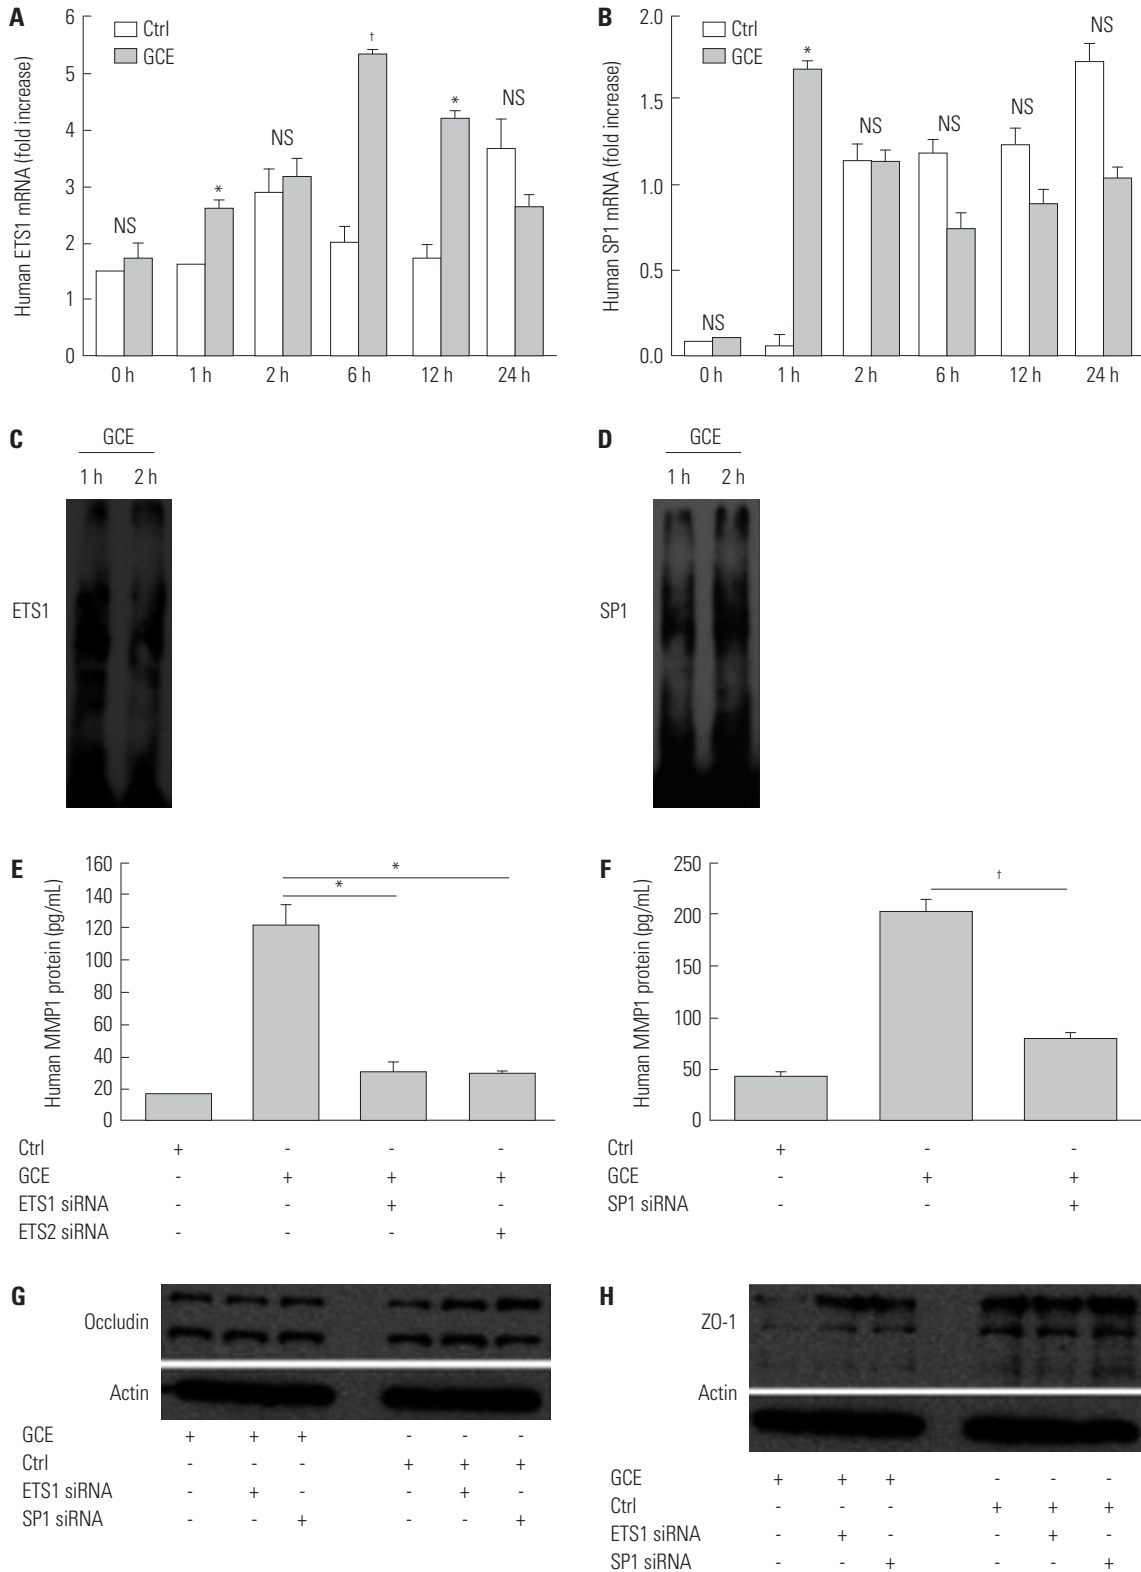 A
Human ETS1 mRNA (fold increase)
6
5
4
3
2
1
0
Ctrl
GCE
NS
*
NS
†
*
NS
0 h 1 h 2 h 6 h 12 h 24 h
B
Human SP1 mRNA (fold increase)
2.0
1.5
1.0
0.5
0.0
Ctrl
GCE
NS
*
NS
NS
NS
NS
0 h 1 h 2 h 6 h 12 h 24 h
C
GCE
1 h 2 h
ETS1
D
GCE
1 h 2 h
SP1
E
Human MMP1 protein (pg/mL)
160
140
120
100
80
60
40
20
0
*
*
Ctrl + - - -
GCE - + + +
ETS1 siRNA - - + -
ETS2 siRNA - - - +
F
Human MMP1 protein (pg/mL)
250
200
150
100
50
0
†
Ctrl + - -
GCE - + +
SP1 siRNA - - +
G
Occludin
Actin
GCE + + + - - -
Ctrl - - - + + +
ETS1 siRNA - + - - + -
SP1 siRNA - - + - - +
H
ZO-1
Actin
GCE + + + - - -
Ctrl - - - + + +
ETS1 siRNA - + - - + -
SP1 siRNA - - + - - +